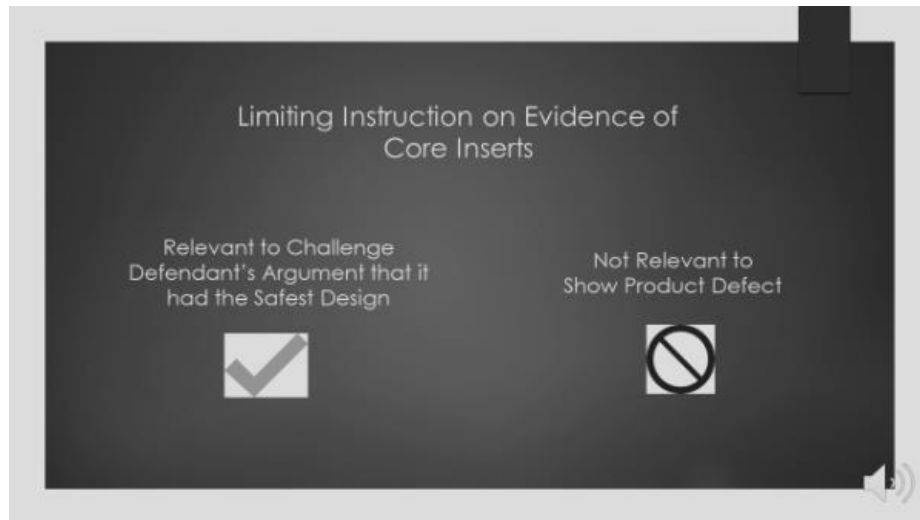 Limiting Instruction on Evidence of
Core Inserts
Relevant to Challenge
Defendant's Argument that it
had the Safest Design
Not Relevant to
Show Product Defect